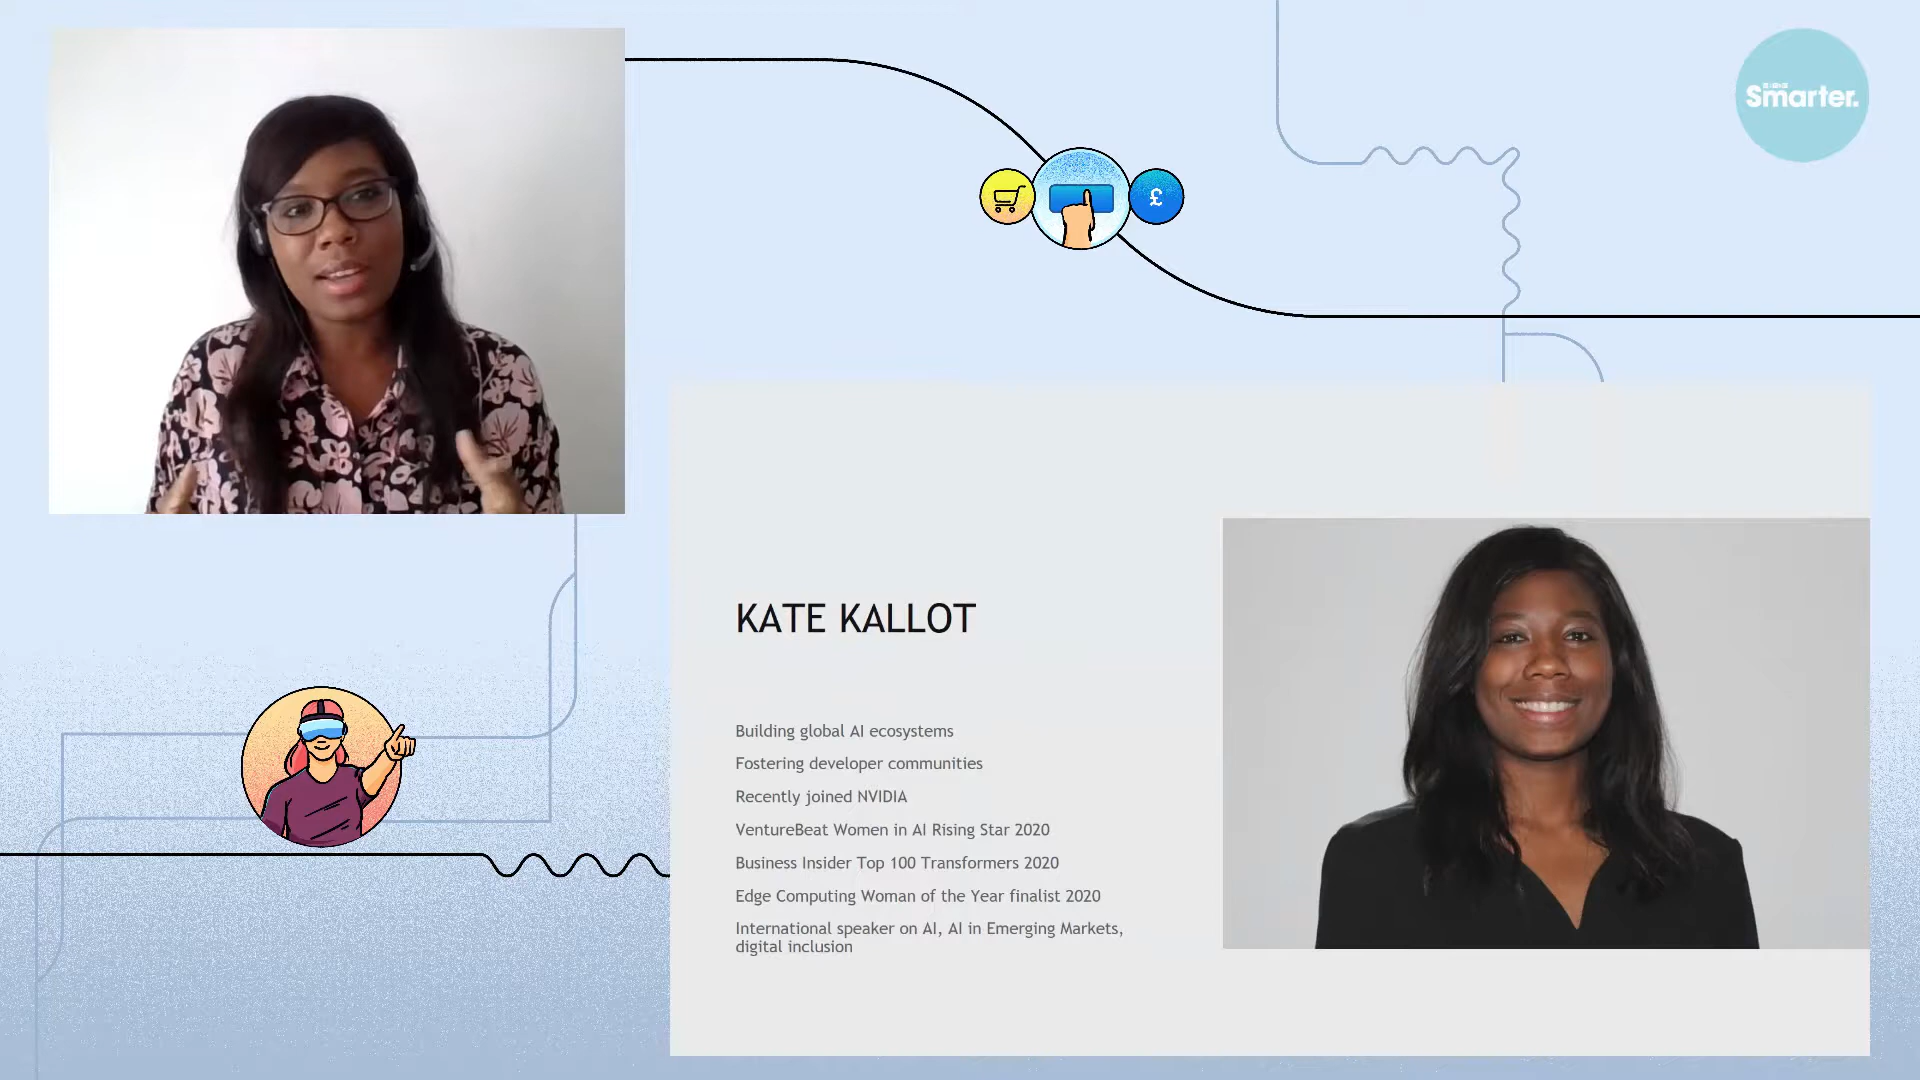 Smarter.
£
KATE KALLOT
Building global AI ecosystems
Fostering developer communities
Recently joined NVIDIA
VentureBeat Women in AI Rising Star 2020
Business Insider Top 100 Transformers 2020
Edge Computing Woman of the Year finalist 2020
International speaker on AI, AI in Emerging Markets,
digital inclusion